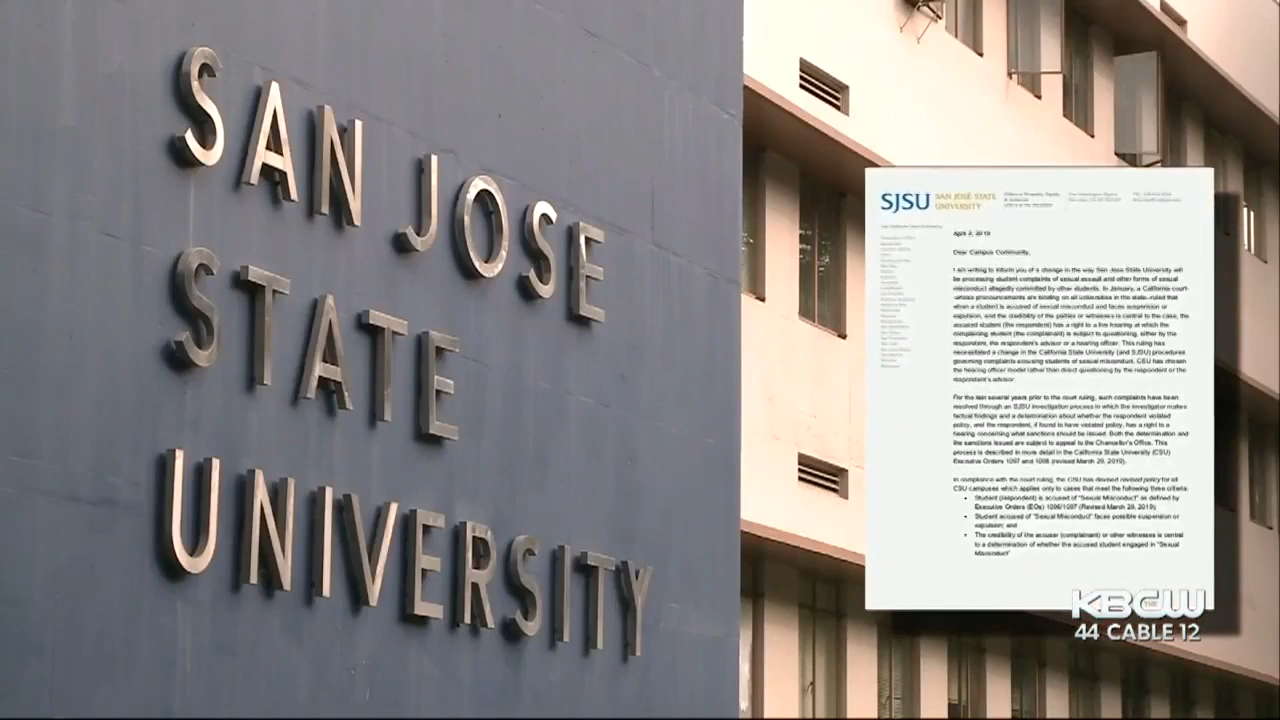 SAN JOSE
STATE
UNIVERSITY
SJSU SAN JOSÉ STATE
UNIVERSITY
April 2, 2019
Dear Campus Community,
I am writing to inform you of a change in the way San Jose State University will
be processing student complaints of sexual assault and other forms of sexual
misconduct allegedly committed by other students. In January, a California court
-whose pronouncements are binding on all universities in the state-ruled that
when a student is accused of sexual misconduct and faces suspension or
expulsion, and the credibility of the parties or witnesses is central to the case, the
accused student (the respondent) has a right to a live hearing at which the
complaining student (the complainant) is subject to questioning, either by the
respondent, the respondent's advisor or a hearing officer. This ruling has
necessitated a change in the California State University (and SJSU) procedures
governing complaints accusing students of sexual misconduct. CSU has chosen
the hearing officer model rather than direct questioning by the respondent or the
respondent's advisor.
For the last several years prior to the court ruling, such complaints have been
resolved through an SJSU investigation process in which the investigator makes
factual findings and a determination about whether the respondent violated
policy, and the respondent, if found to have violated policy, has a right to a
hearing concerning what sanctions should be issued. Both the determination and
the sanctions issued are subject to appeal to the Chancellor's Office. This
process is described in more detail in the California State University (CSU)
Executive Orders 1097 and 1098 (revised March 29, 2019).
In compliance with the court ruling, the CSU has devised revised policy for all
CSU campuses which applies only to cases that meet the following three criteria:
• Student (respondent) is accused of "Sexual Misconduct" as defined by
Executive Orders (EOs) 1096/1097 (Revised March 29, 2019);
• Student accused of "Sexual Misconduct" faces possible suspension or
expulsion; and
• The credibility of the accuser (complainant) or other witnesses is central
to a determination of whether the accused student engaged in "Sexual
Misconduct"
KBCW
THE
44 CABLE 12